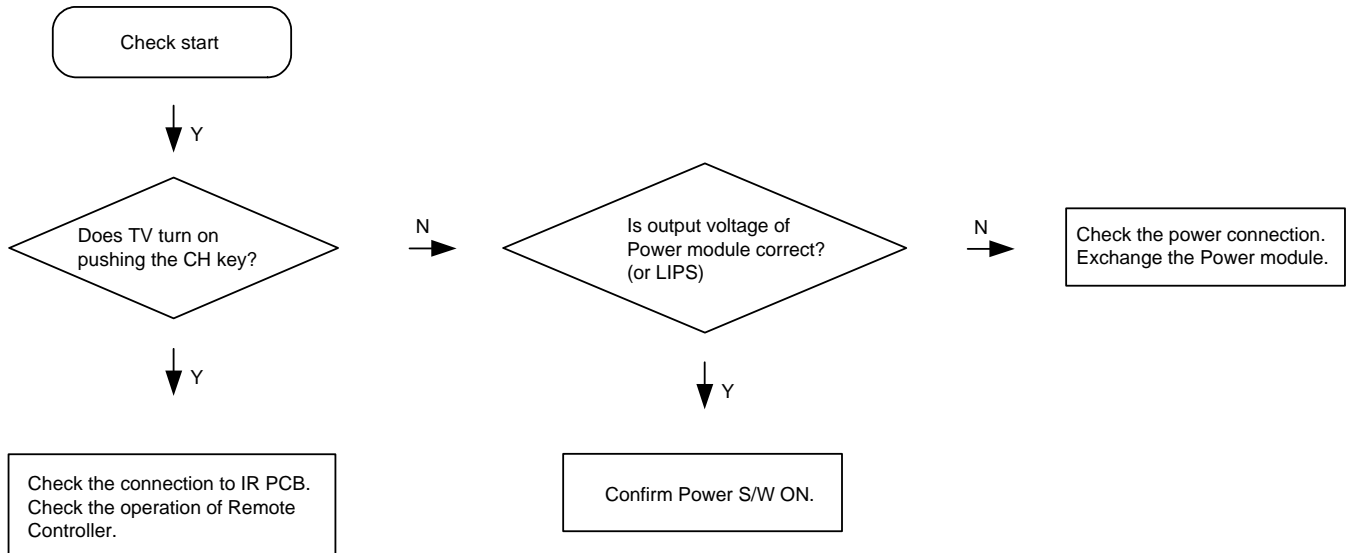 Check start
Y
Does TV turn on
pushing the CH key?
N
Is output voltage of
Power module correct?
(or LIPS)
N
Check the power connection.
Exchange the Power module.
Y
Y
Check the connection to IR PCB.
Check the operation of Remote
Controller.
Confirm Power S/W ON.